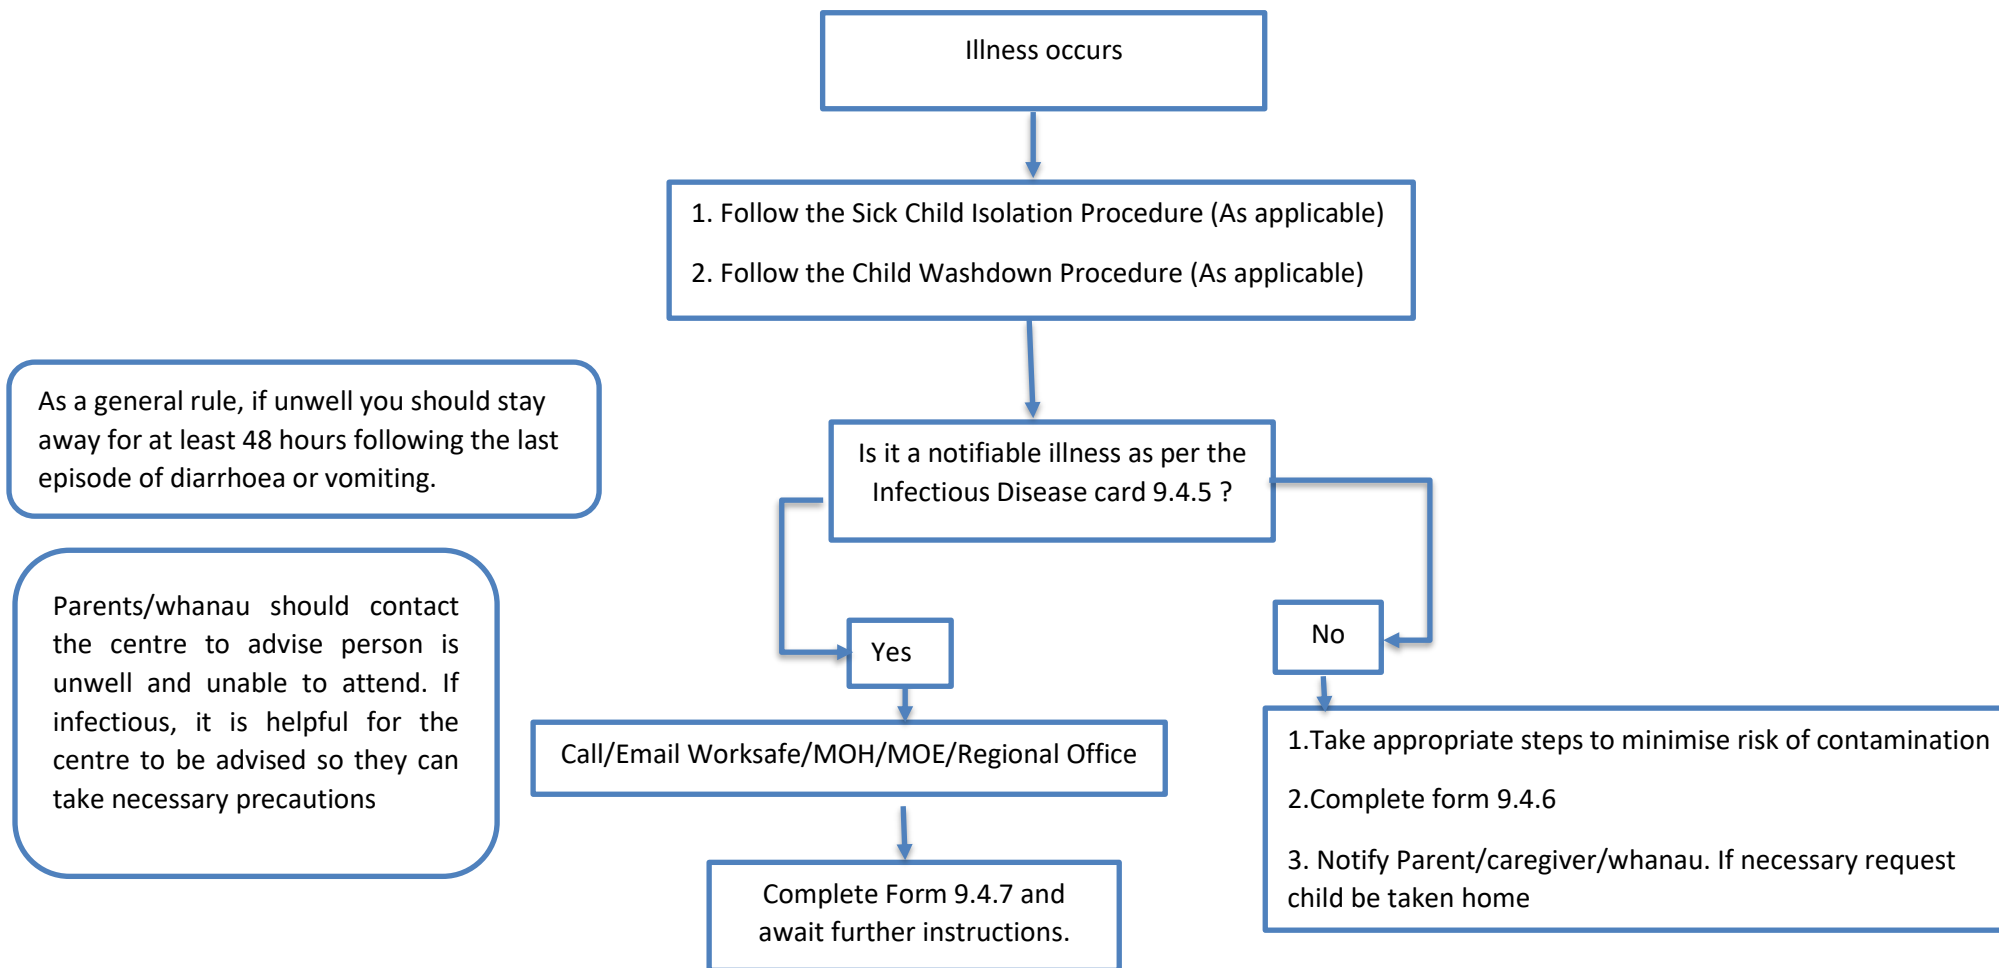 Illness occurs
1. Follow the Sick Child Isolation Procedure (As applicable)
2. Follow the Child Washdown Procedure (As applicable)
As a general rule, if unwell you should stay
away for at least 48 hours following the last
episode of diarrhoea or vomiting.
Is it a notifiable illness as per the
Infectious Disease card 9.4.5 ?
Parents/whanau should contact
the centre to advise person is
unwell and unable to attend. If
infectious, it is helpful for the
centre to be advised so they can
take necessary precautions
Yes
No
Call/Email Worksafe/MOH/MOE/Regional Office
Complete Form 9.4.7 and
await further instructions.
1.Take appropriate steps to minimise risk of contamination
2.Complete form 9.4.6
3. Notify Parent/caregiver/whanau. If necessary request
child be taken home